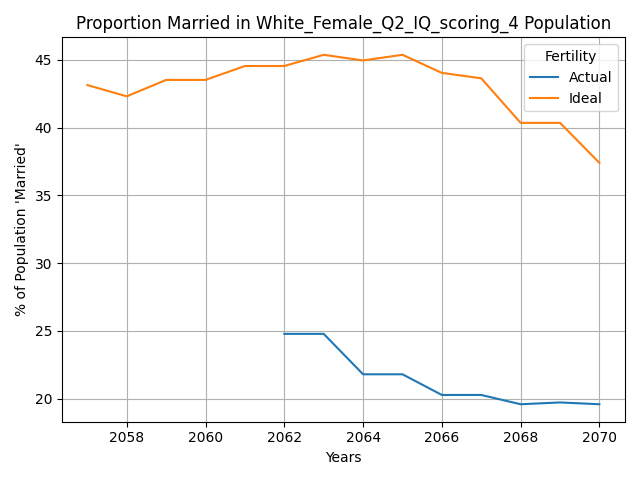 Proportion Married in White_Female_Q2_IQ_scoring_4 Population
Fertility
Actual
Ideal
% of Population 'Married'
45
40
35
30
25
20
2058 2060 2062 2064 2066 2068 2070
Years